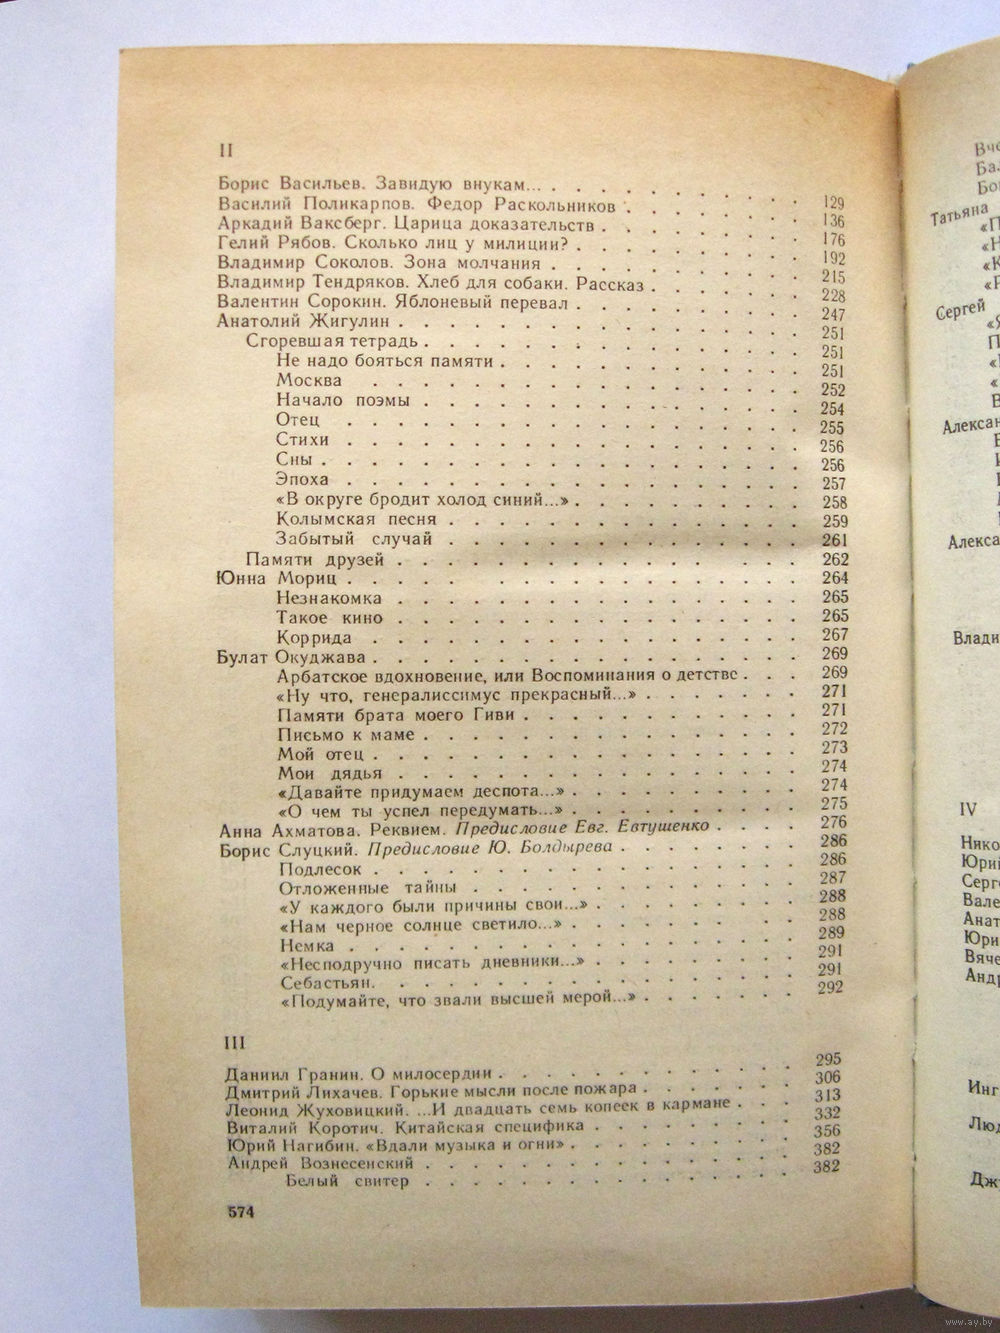 II
Борис Васильев. Завидую внукам... 129
Василий Поликарпов. Федор Раскольников 136
Аркадий Ваксберг. Царица доказательств 176
Гелий Рябов. Сколько лиц у милиции? 192
Владимир Соколов. Зона молчания 215
Владимир Тендряков. Хлеб для собаки. Рассказ 228
Валентин Сорокин. Яблоневый перевал 247
Анатолий Жигулин 251
Сгоревшая тетрадь 251
Не надо бояться памяти 251
Москва 252
Начало поэмы 254
Отец 255
Стихи 256
Сны 256
Эпоха 257
«В округе бродит холод синий...» 258
Колымская песня 259
Забытый случай 261
Памяти друзей 262
Юнна Мориц 264
Незнакомка 265
Такое кино 265
Коррида 267
Булат Окуджава 269
Арбатское вдохновение, или Воспоминания о детстве 269
«Ну что, генералиссимус прекрасный...» 271
Памяти брата моего Гиви 271
Письмо к маме 272
Мой отец 273
Мои дядья 274
«Давайте придумаем деспота...» 274
«О чем ты успел передумать...» 275
Анна Ахматова. Реквием. Предисловие Евг. Евтушенко 276
Борис Слуцкий. Предисловие Ю. Болдырева 286
Подлесок 286
Отложенные тайны 287
«У каждого были причины свои...» 288
«Нам черное солнце светило...» 288
Немка 289
«Несподручно писать дневники...» 291
Себастьян. 291
«Подумайте, что звали высшей мерой...» 292
III
Даниил Гранин. О милосердии 295
Дмитрий Лихачев. Горькие мысли после пожара 306
Леонид Жуховицкий. ...И двадцать семь копеек в кармане 313
Виталий Коротич. Китайская специфика 332
Юрий Нагибин. «Вдали музыка и огни» 356
Андрей Вознесенский 382
Белый свитер 382
574
Татьяна
Сергей
IV
www.ay.by